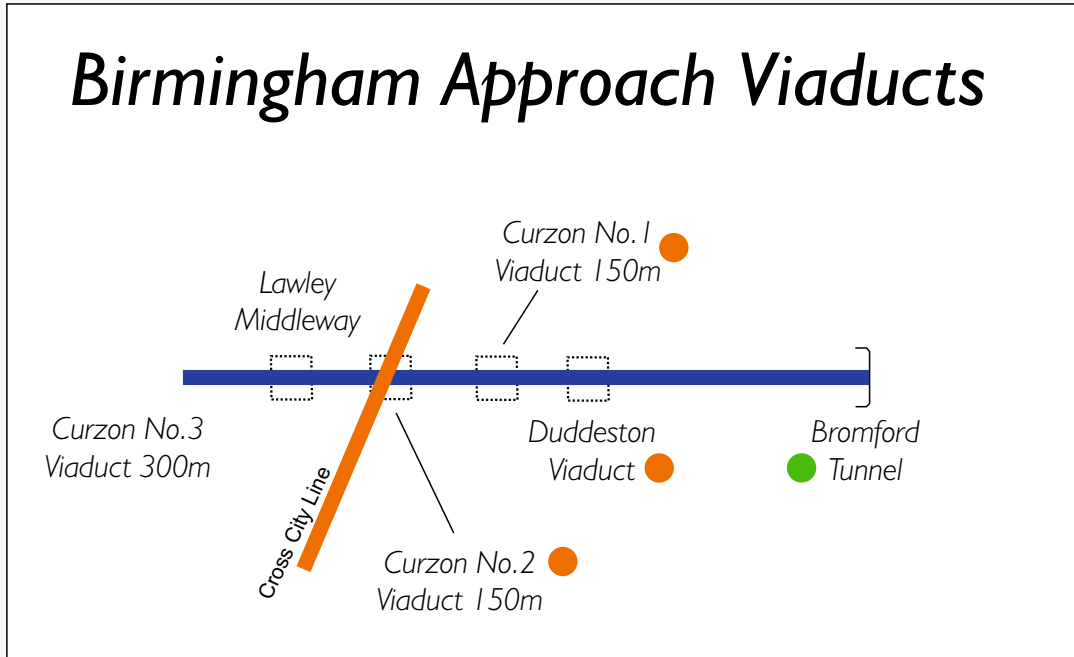 Birmingham Approach Viaducts
Curzon No.1
Viaduct 150m
Lawley
Middleway
Curzon No.3
Viaduct 300m
Duddeston
Viaduct
Bromford
Tunnel
Cross City Line
Curzon No.2
Viaduct 150m